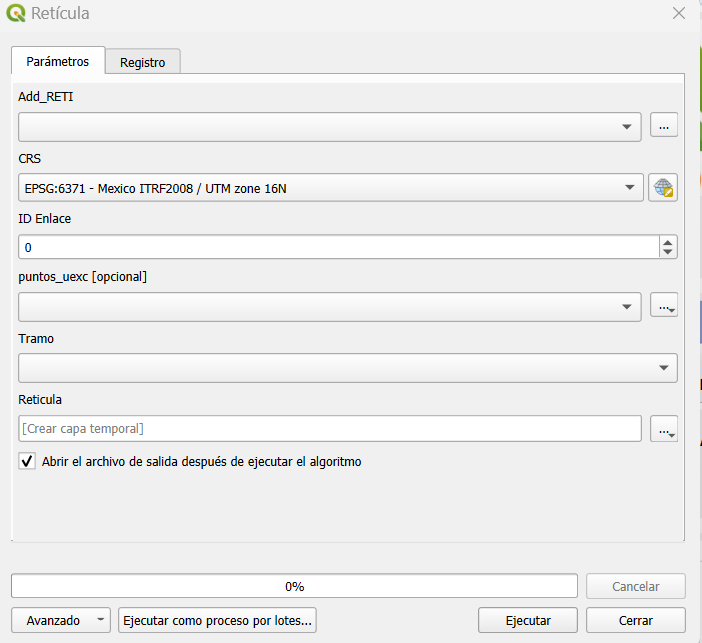 Retícula
Parámetros
Registro
Add_RETI
...
CRS
EPSG:6371 - Mexico ITRF2008 / UTM zone 16N
ID Enlace
0
puntos_uexc [opcional]
...
Tramo
Reticula
[Crear capa temporal]
...
Abrir el archivo de salida después de ejecutar el algoritmo
0%
Cancelar
Avanzado
Ejecutar como proceso por lotes...
Ejecutar
Cerrar